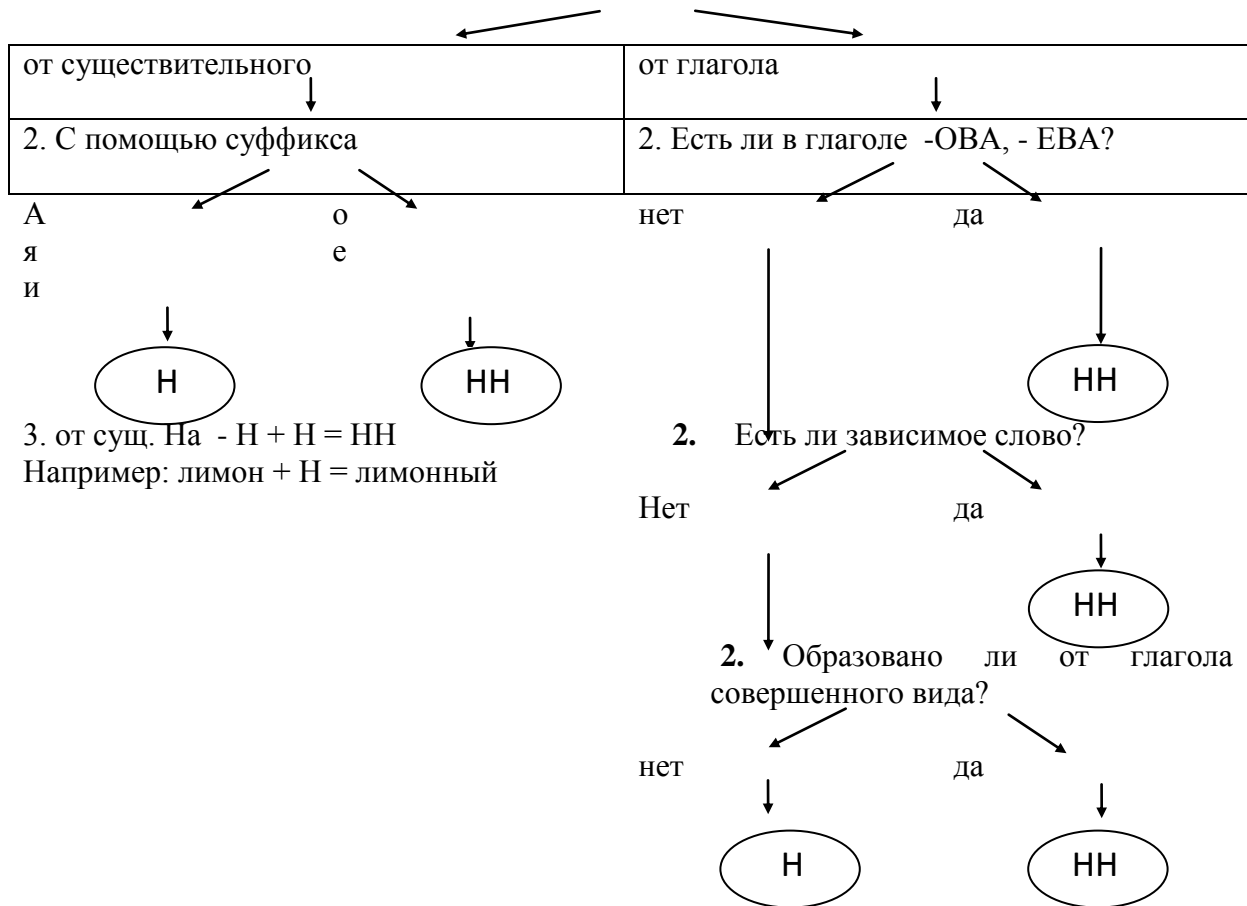 от существительного от глагола
2. С помощью суффикса 2. Есть ли в глаголе -ОВА, - ЕВА?
А о нет да
я е
и
Н НН НН
3. от сущ. На - Н + Н = НН 2. Есть ли зависимое слово?
Например: лимон + Н = лимонный
Нет да
НН
2. Образовано ли от глагола
совершенного вида?
нет да
Н НН